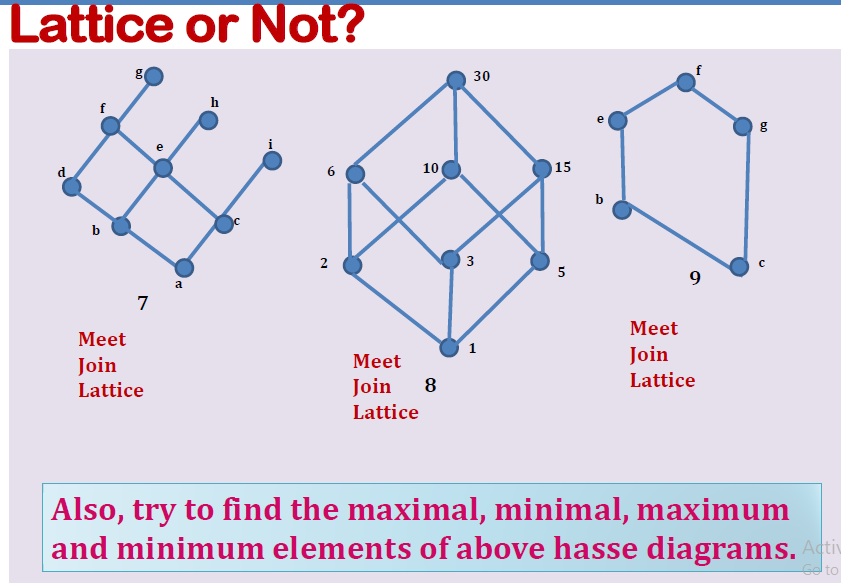 Lattice or Not?
g
f
h
e
i
d
b
c
a
7
Meet
Join
Lattice
30
6
10
15
2
3
5
1
Meet
Join
8
Lattice
f
e
g
b
c
9
Meet
Join
Lattice
Also, try to find the maximal, minimal, maximum
and minimum elements of above hasse diagrams.
Go to